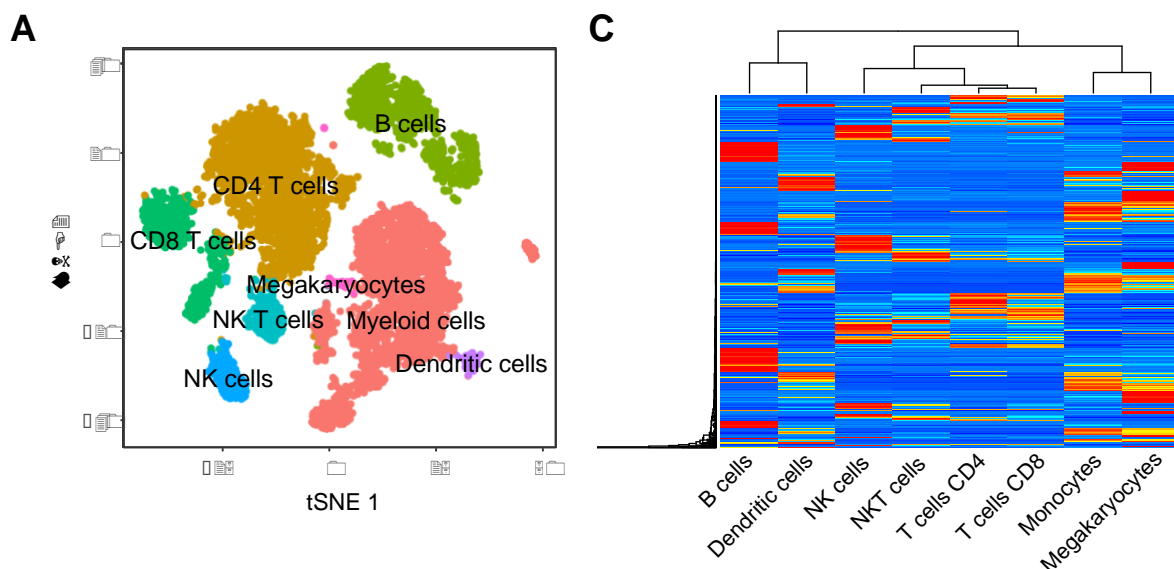 A
C
B cells
CD4 T cells
CD8 T cells
Megakaryocytes
NK T cells
Myeloid cells
Dendritic cells
NK cells
tSNE 1
B cells
Dendritic cells
NK cells
NKT cells
T cells CD4
T cells CD8
Monocytes
Megakaryocytes